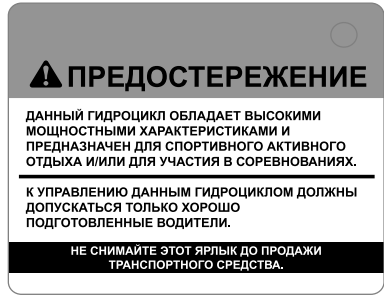 ПРЕДОСТЕРЕЖЕНИЕ
ДАННЫЙ ГИДРОЦИКЛ ОБЛАДАЕТ ВЫСОКИМИ
МОЩНОСТНЫМИ ХАРАКТЕРИСТИКАМИ И
ПРЕДНАЗНАЧЕН ДЛЯ СПОРТИВНОГО АКТИВНОГО
ОТДЫХА И/ИЛИ ДЛЯ УЧАСТИЯ В СОРЕВНОВАНИЯХ.
К УПРАВЛЕНИЮ ДАННЫМ ГИДРОЦИКЛОМ ДОЛЖНЫ
ДОПУСКАТЬСЯ ТОЛЬКО ХОРОШО
ПОДГОТОВЛЕННЫЕ ВОДИТЕЛИ.
НЕ СНИМАЙТЕ ЭТОТ ЯРЛЫК ДО ПРОДАЖИ
ТРАНСПОРТНОГО СРЕДСТВА.